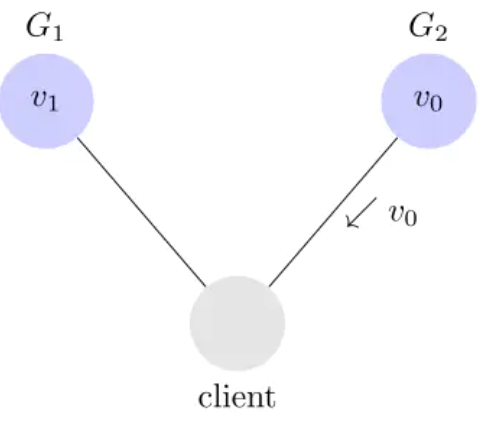 G₁ G₂
v₁ v₀
v₀
client